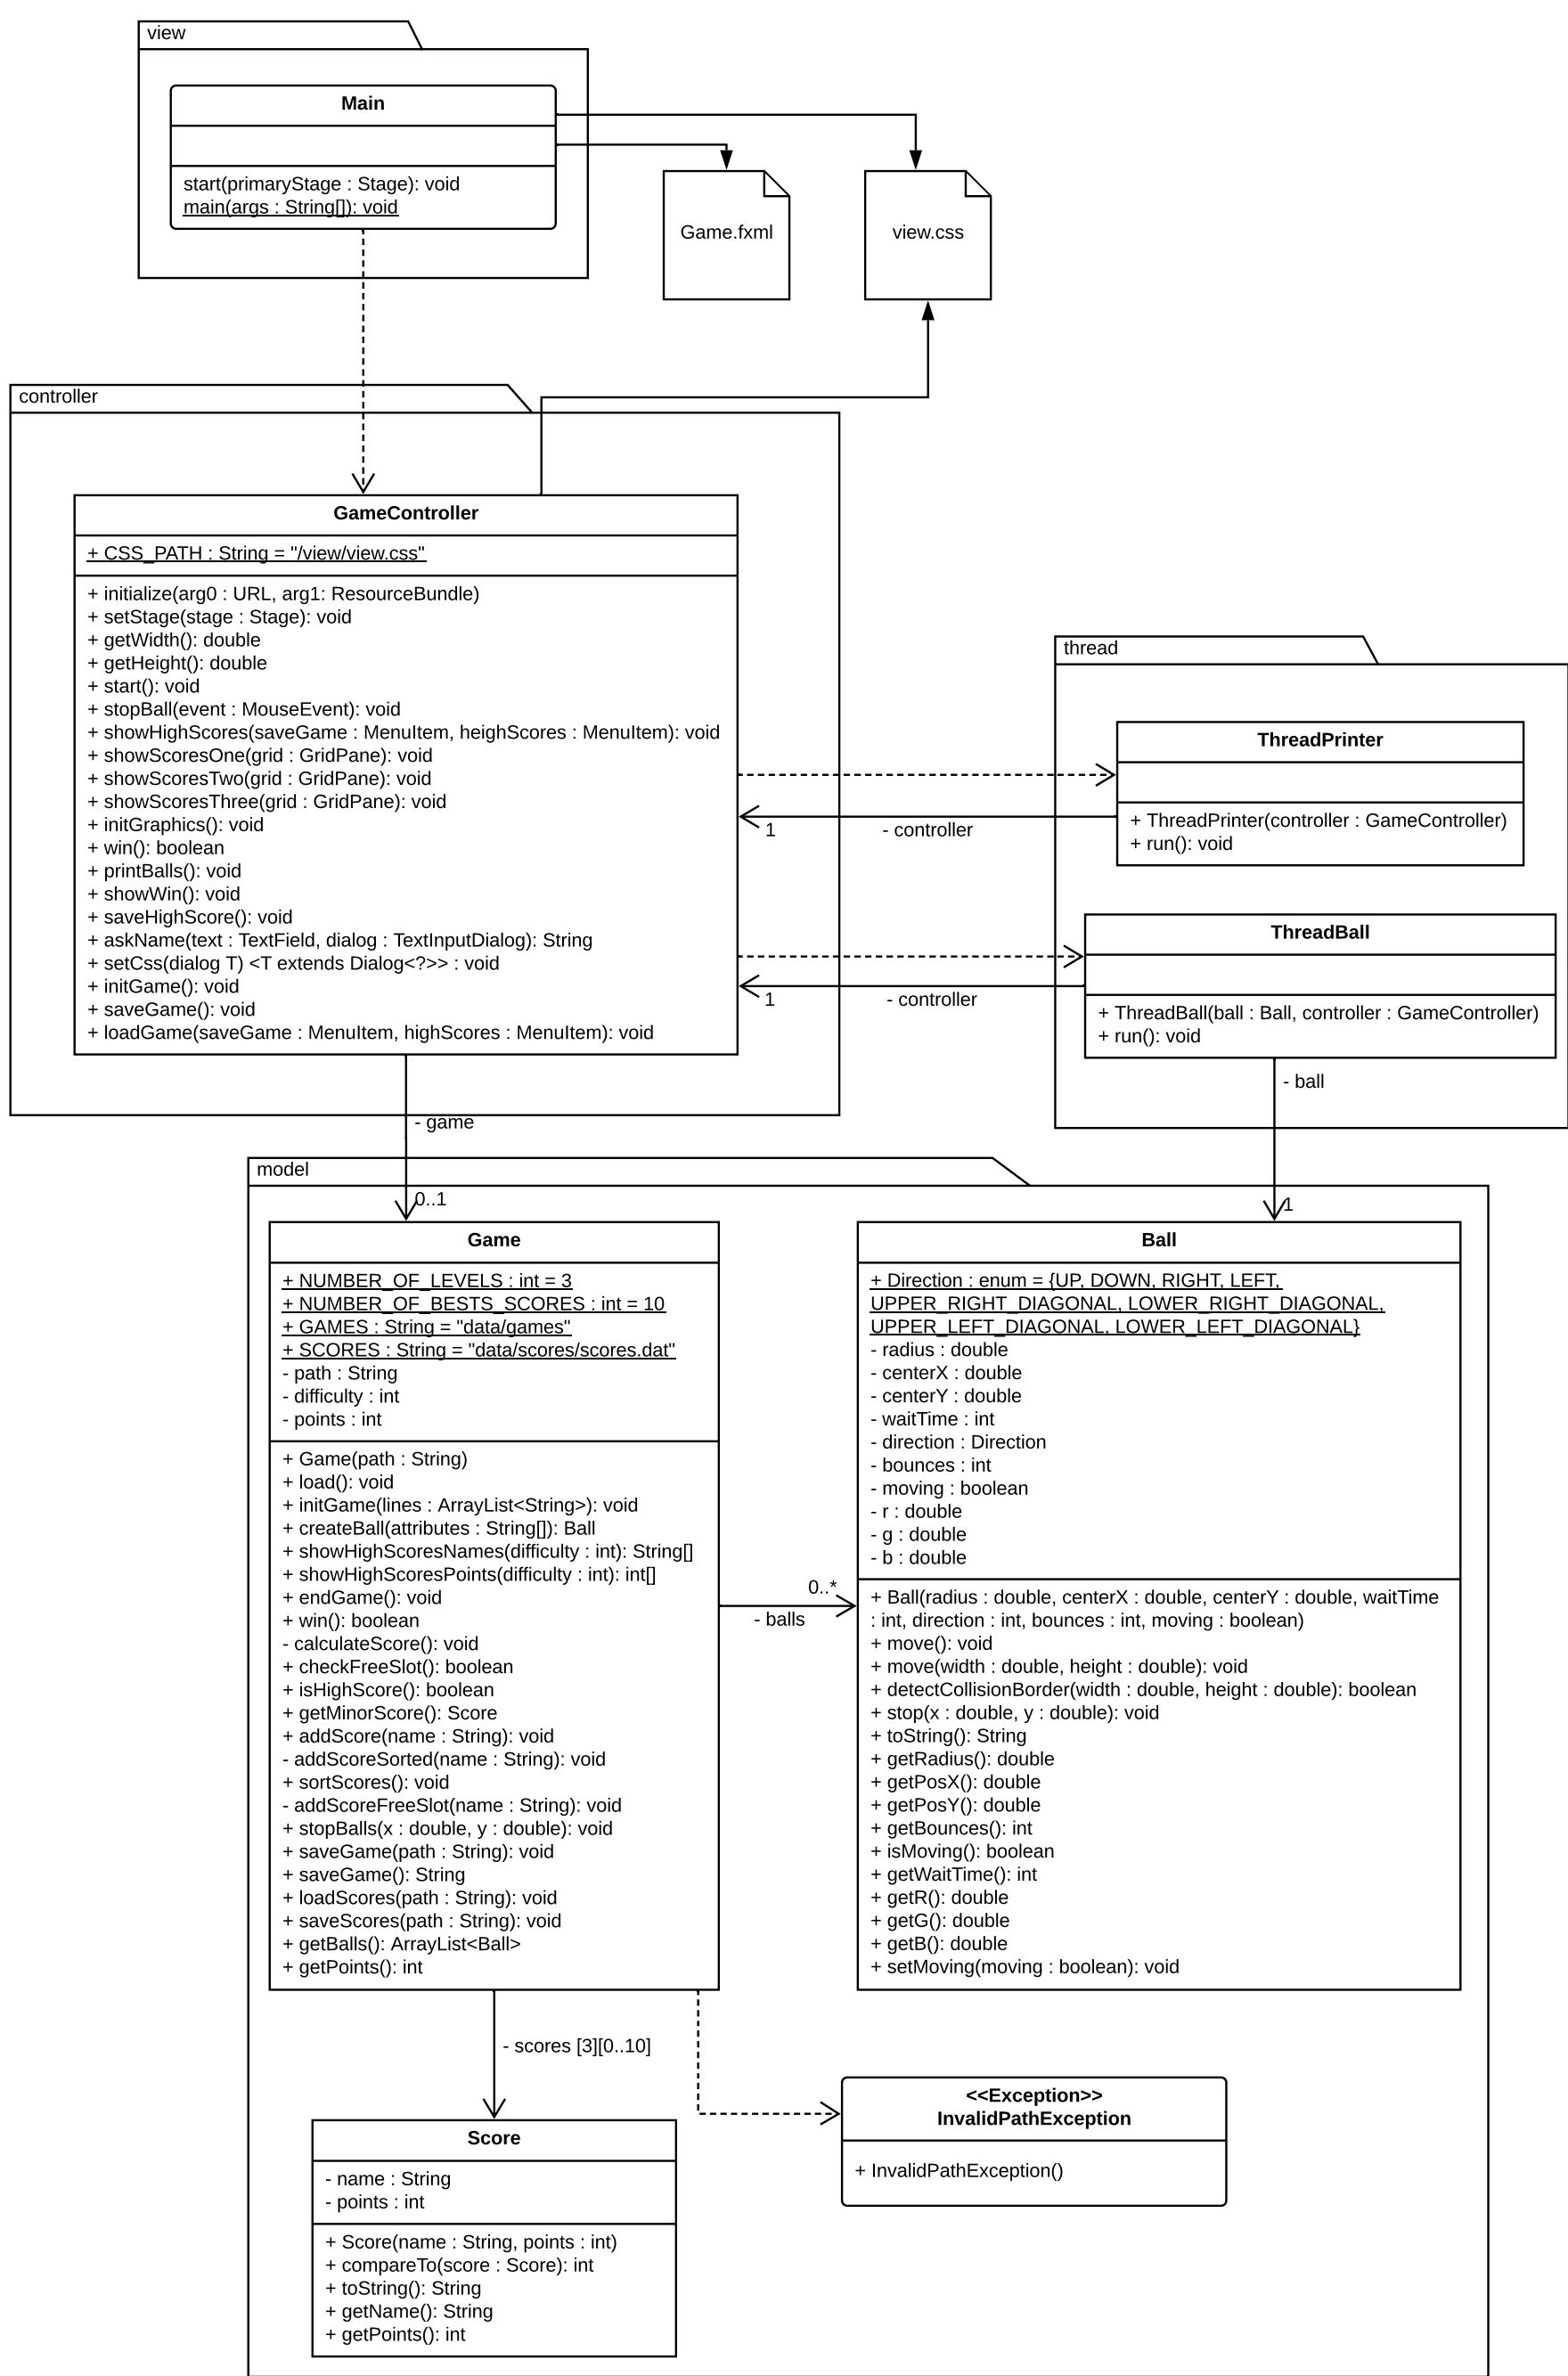 view
Main
start(primaryStage : Stage): void
main(args : String[]): void
Game.fxml
view.css
controller
GameController
+ CSS_PATH : String = "/view/view.css"
+ initialize(arg0 : URL, arg1: ResourceBundle)
+ setStage(stage : Stage): void
+ getWidth(): double
+ getHeight(): double
+ start(): void
+ stopBall(event : MouseEvent): void
+ showHighScores(saveGame : MenuItem, heighScores : MenuItem): void
+ showScoresOne(grid : GridPane): void
+ showScoresTwo(grid : GridPane): void
+ showScoresThree(grid : GridPane): void
+ initGraphics(): void
+ win(): boolean
+ printBalls(): void
+ showWin(): void
+ saveHighScore(): void
+ askName(text : TextField, dialog : TextInputDialog): String
+ setCss(dialog T) <T extends Dialog<?>> : void
+ initGame(): void
+ saveGame(): void
+ loadGame(saveGame : MenuItem, highScores : MenuItem): void
thread
ThreadPrinter
+ ThreadPrinter(controller : GameController)
+ run(): void
1
- controller
ThreadBall
+ ThreadBall(ball : Ball, controller : GameController)
+ run(): void
1
- controller
- ball
- game
model
0..1
1
Game
+ NUMBER_OF_LEVELS : int = 3
+ NUMBER_OF_BESTS_SCORES : int = 10
+ GAMES : String = "data/games"
+ SCORES : String = "data/scores/scores.dat"
- path : String
- difficulty : int
- points : int
+ Game(path : String)
+ load(): void
+ initGame(lines : ArrayList<String>): void
+ createBall(attributes : String[]): Ball
+ showHighScoresNames(difficulty : int): String[]
+ showHighScoresPoints(difficulty : int): int[]
+ endGame(): void
+ win(): boolean
- calculateScore(): void
+ checkFreeSlot(): boolean
+ isHighScore(): boolean
+ getMinorScore(): Score
+ addScore(name : String): void
- addScoreSorted(name : String): void
+ sortScores(): void
- addScoreFreeSlot(name : String): void
+ stopBalls(x : double, y : double): void
+ saveGame(path : String): void
+ saveGame(): String
+ loadScores(path : String): void
+ saveScores(path : String): void
+ getBalls(): ArrayList<Ball>
+ getPoints(): int
0..*
- balls
Ball
+ Direction : enum = {UP, DOWN, RIGHT, LEFT,
UPPER_RIGHT_DIAGONAL, LOWER_RIGHT_DIAGONAL,
UPPER_LEFT_DIAGONAL, LOWER_LEFT_DIAGONAL}
- radius : double
- centerX : double
- centerY : double
- waitTime : int
- direction : Direction
- bounces : int
- moving : boolean
- r : double
- g : double
- b : double
+ Ball(radius : double, centerX : double, centerY : double, waitTime
: int, direction : int, bounces : int, moving : boolean)
+ move(): void
+ move(width : double, height : double): void
+ detectCollisionBorder(width : double, height : double): boolean
+ stop(x : double, y : double): void
+ toString(): String
+ getRadius(): double
+ getPosX(): double
+ getPosY(): double
+ getBounces(): int
+ isMoving(): boolean
+ getWaitTime(): int
+ getR(): double
+ getG(): double
+ getB(): double
+ setMoving(moving : boolean): void
- scores [3][0..10]
Score
- name : String
- points : int
+ Score(name : String, points : int)
+ compareTo(score : Score): int
+ toString(): String
+ getName(): String
+ getPoints(): int
<<Exception>>
InvalidPathException
+ InvalidPathException()